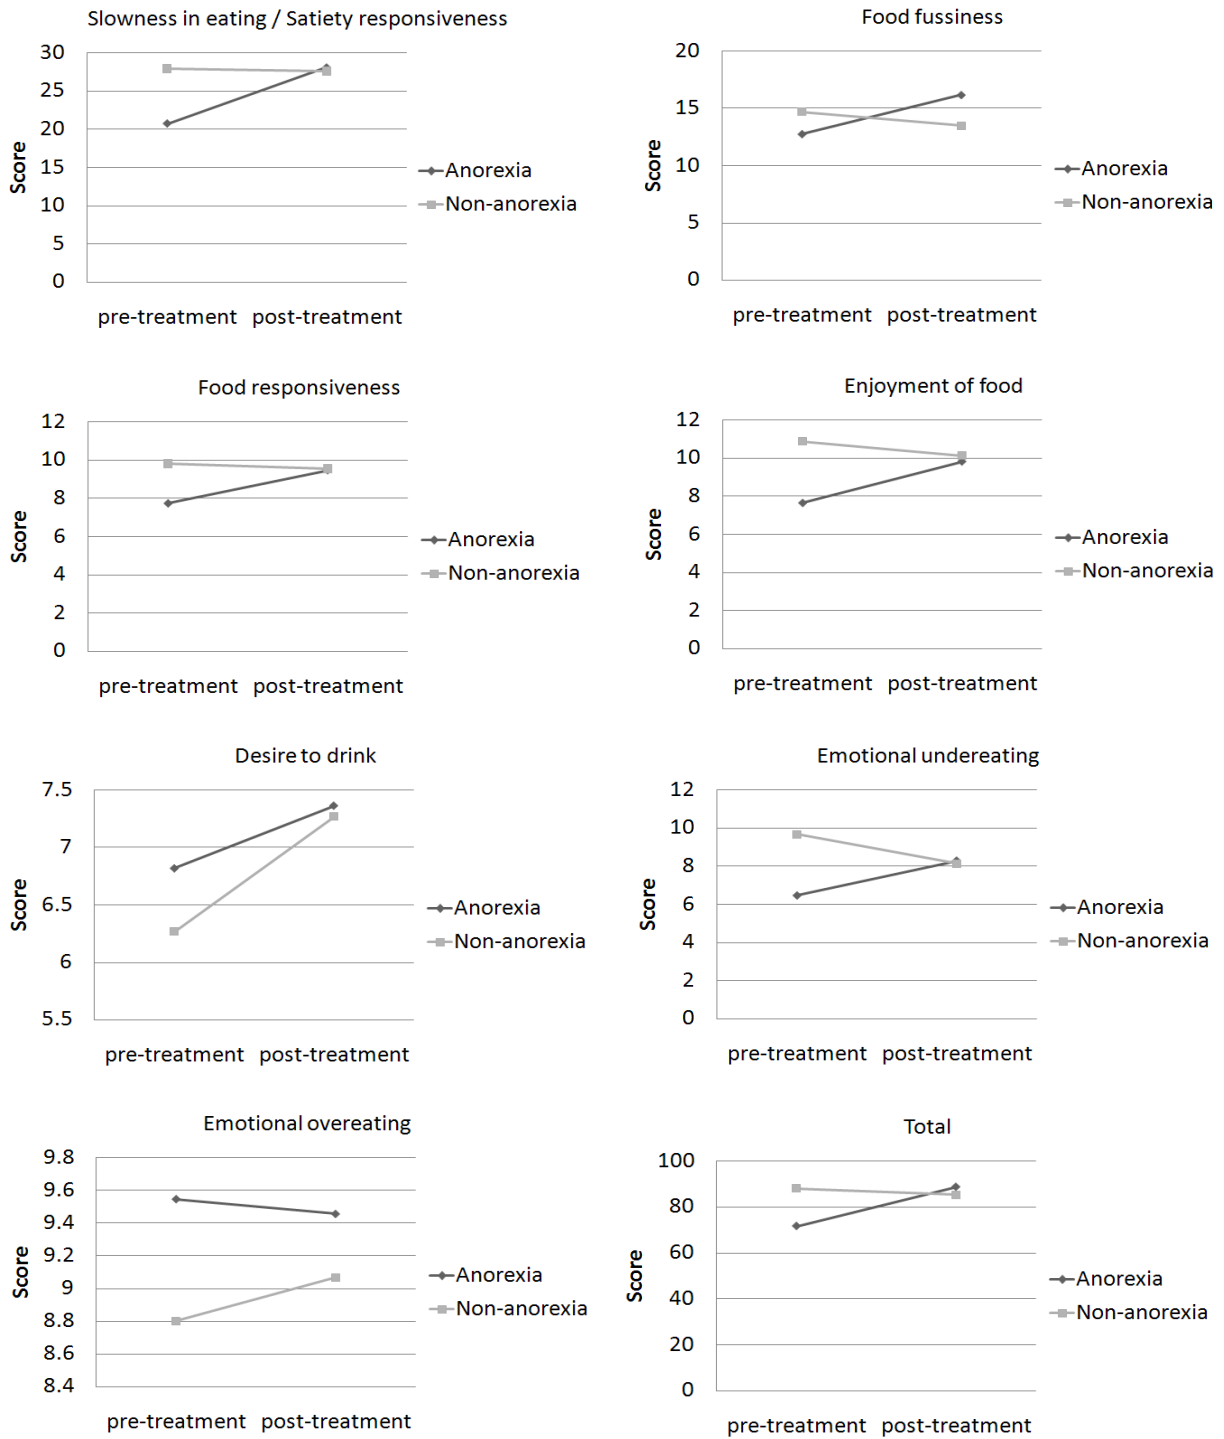 Slowness in eating / Satiety responsiveness
30
25
20
15
10
5
0
Score
pre-treatment post-treatment
Anorexia
Non-anorexia
Food fussiness
20
15
10
5
0
Score
pre-treatment post-treatment
Anorexia
Non-anorexia
Food responsiveness
12
10
8
6
4
2
0
Score
pre-treatment post-treatment
Anorexia
Non-anorexia
Enjoyment of food
12
10
8
6
4
2
0
Score
pre-treatment post-treatment
Anorexia
Non-anorexia
Desire to drink
7.5
7
6.5
6
5.5
Score
pre-treatment post-treatment
Anorexia
Non-anorexia
Emotional undereating
12
10
8
6
4
2
0
Score
pre-treatment post-treatment
Anorexia
Non-anorexia
Emotional overeating
9.8
9.6
9.4
9.2
9
8.8
8.6
8.4
Score
pre-treatment post-treatment
Anorexia
Non-anorexia
Total
100
80
60
40
20
0
Score
pre-treatment post-treatment
Anorexia
Non-anorexia